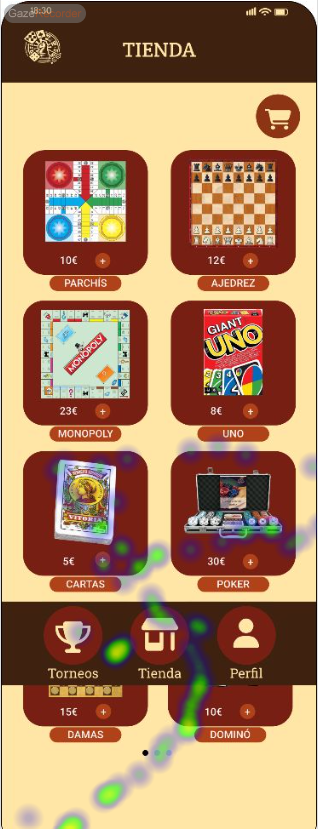 18:30
GazeRecorder
TIENDA
10€ +
12€ +
PARCHÍS
AJEDREZ
MONOPOLY
GIANT
UNO
23€ +
8€ +
MONOPOLY
UNO
VITORIA
5€ +
30€ +
CARTAS
POKER
Torneos
Tienda
Perfil
15€ +
10€ +
DAMAS
DOMINÓ